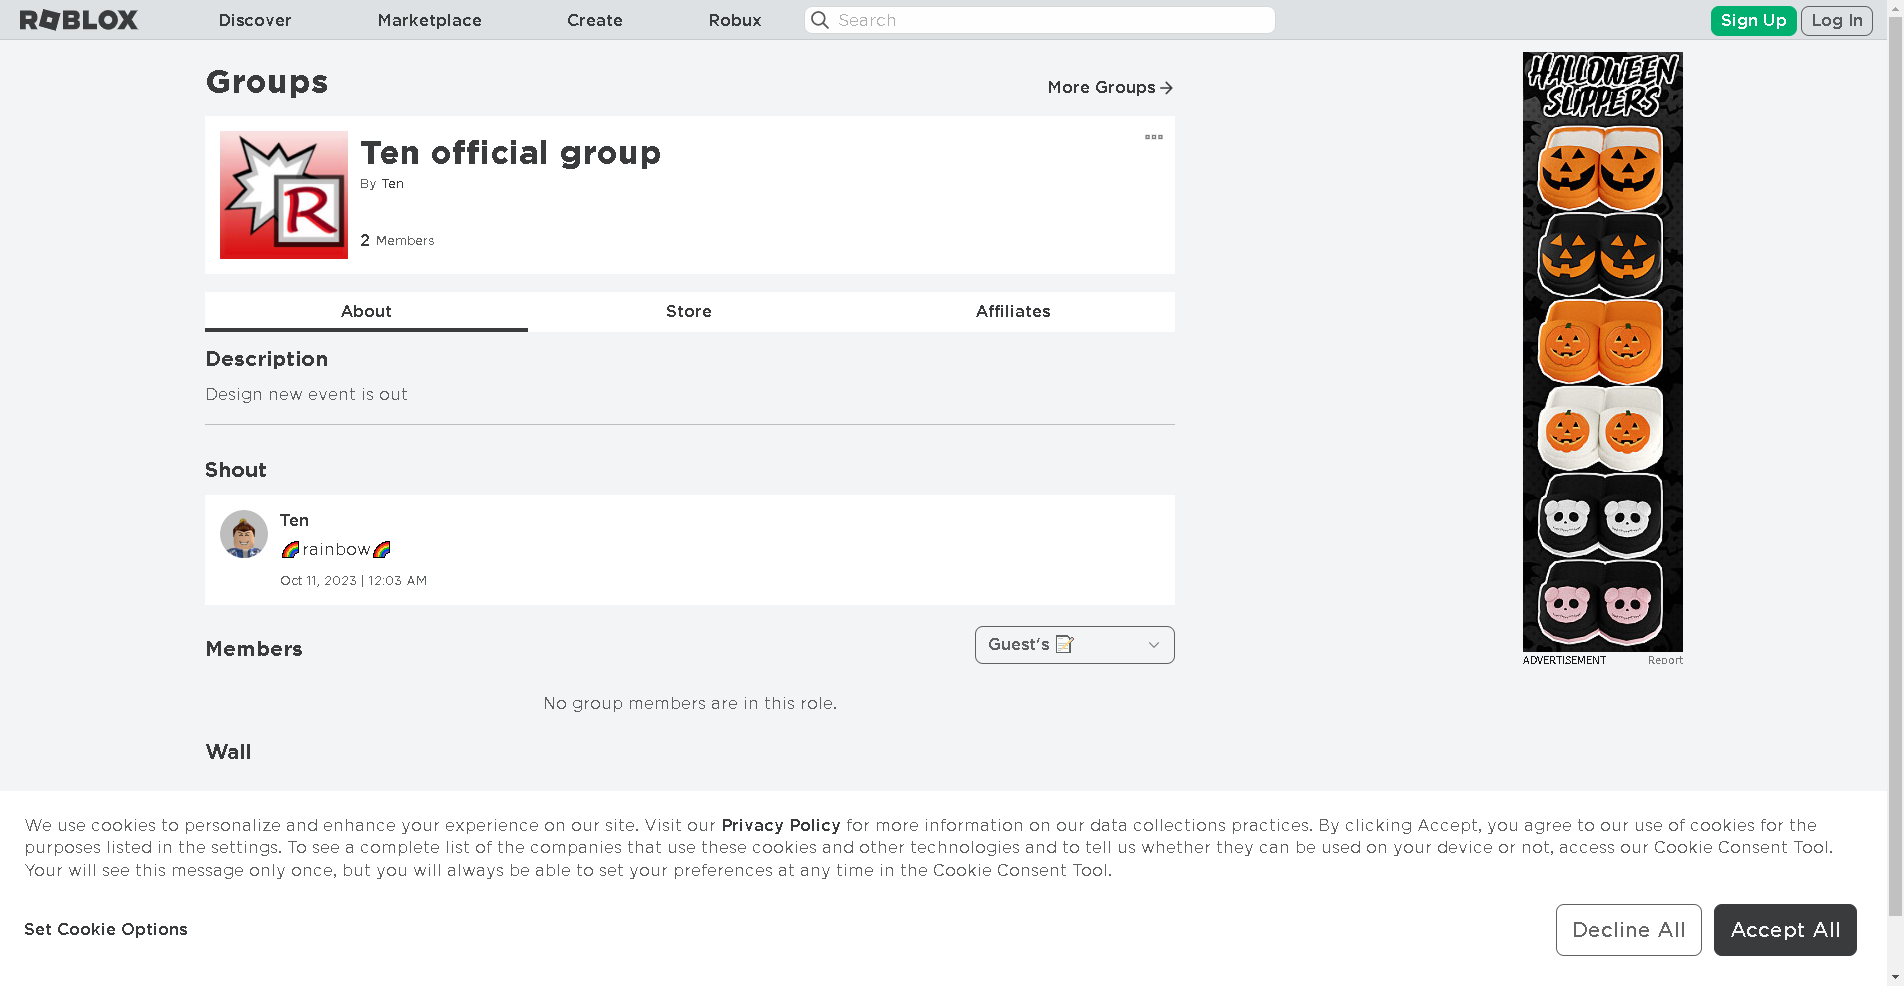 ROBLOX Discover Marketplace Create Robux Search Sign Up Log In
Groups
More Groups
Ten official group
By Ten
2 Members
R
About Store Affiliates
Description
Design new event is out
Shout
Ten
🌈rainbow🌈
Oct 11, 2023 | 12:03 AM
Members
Guest's 📝
No group members are in this role.
Wall
HALLOWEEN
SLIPPERS
ADVERTISEMENT Report
We use cookies to personalize and enhance your experience on our site. Visit our Privacy Policy for more information on our data collections practices. By clicking Accept, you agree to our use of cookies for the
purposes listed in the settings. To see a complete list of the companies that use these cookies and other technologies and to tell us whether they can be used on your device or not, access our Cookie Consent Tool.
Your will see this message only once, but you will always be able to set your preferences at any time in the Cookie Consent Tool.
Set Cookie Options
Decline All
Accept All